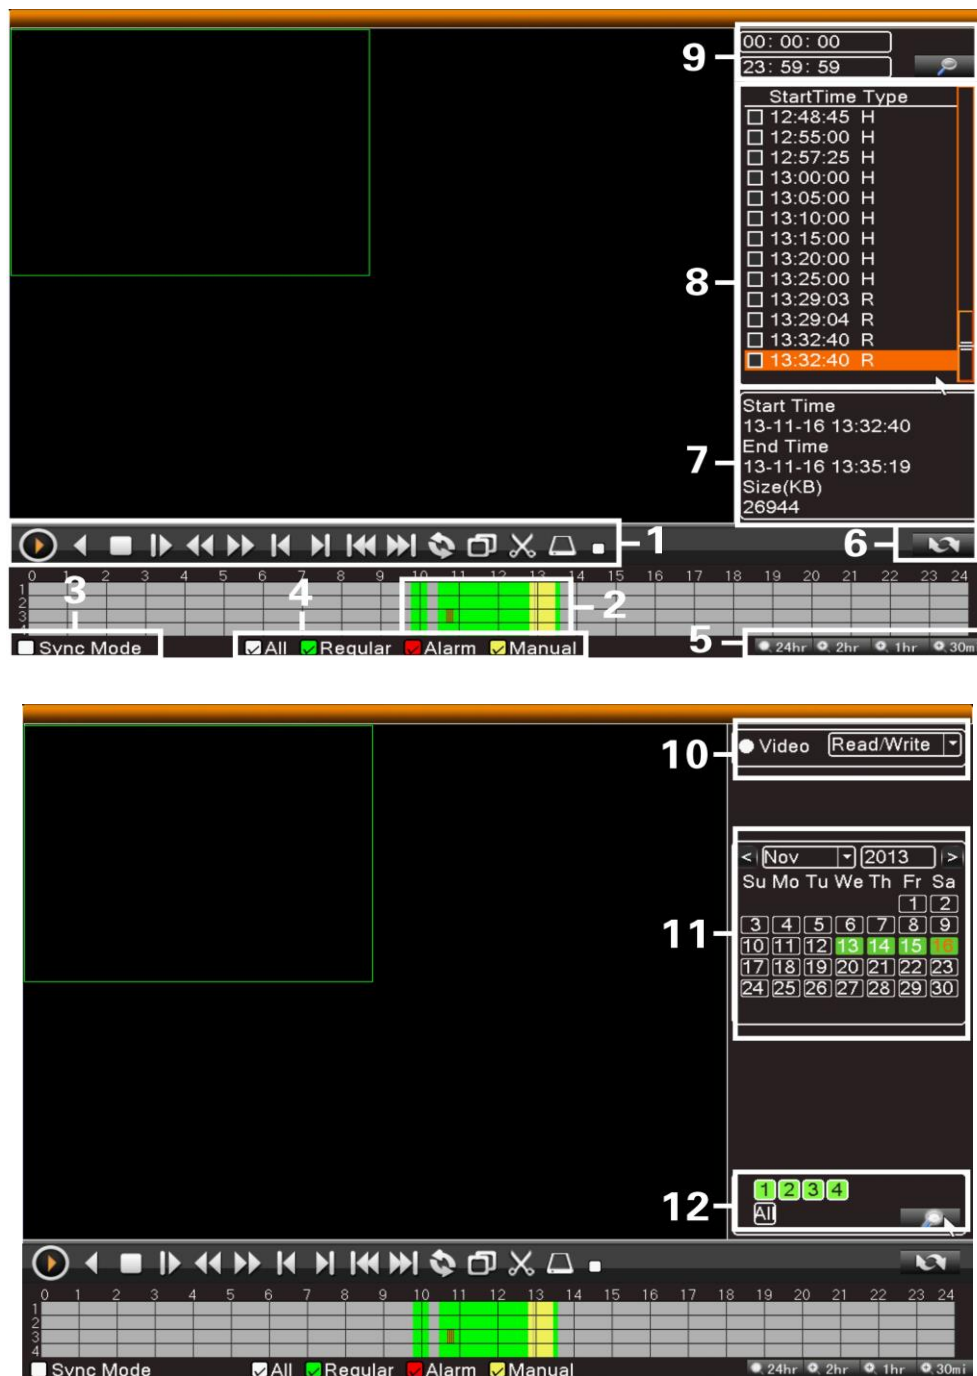 00: 00: 00
9
23: 59: 59
StartTime Type
12:48:45 H
12:55:00 H
12:57:25 H
13:00:00 H
13:05:00 H
13:10:00 H
13:15:00 H
13:20:00 H
8
13:25:00 H
13:29:03 R
13:29:04 R
13:32:40 R
13:32:40 R
Start Time
13-11-16 13:32:40
End Time
7
13-11-16 13:35:19
Size(KB)
26944
1
6
0 1 2 3 4 5 6 7 8 9 10 11 12 13 14 15 16 17 18 19 20 21 22 23 24
1
2
3
4
3 4 2
Sync Mode All Regular Alarm Manual 5 24hr 2hr 1hr 30m
10 Video Read/Write
< Nov 2013 >
Su Mo Tu We Th Fr Sa
1 2
3 4 5 6 7 8 9
11
10 11 12 13 14 15 16
17 18 19 20 21 22 23
24 25 26 27 28 29 30
1 2 3 4
12
All
0 1 2 3 4 5 6 7 8 9 10 11 12 13 14 15 16 17 18 19 20 21 22 23 24
1
2
3
4
Sync Mode All Regular Alarm Manual 24hr 2hr 1hr 30mi